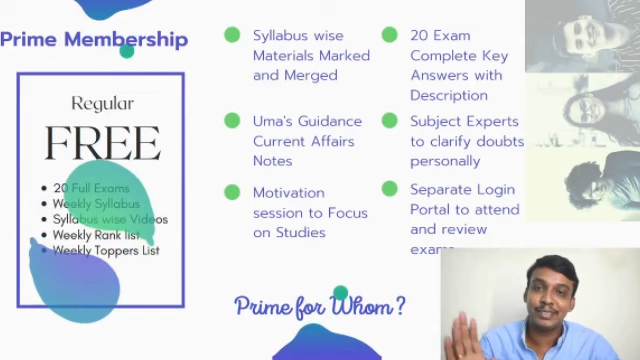 Prime Membership
Regular
FREE
20 Full Exams
Weekly Syllabus
Syllabus wise Videos
Weekly Rank list
Weekly Toppers List
Syllabus wise
Materials Marked
and Merged
Uma's Guidance
Current Affairs
Notes
Motivation
session to Focus
on Studies
20 Exam
Complete Key
Answers with
Description
Subject Experts
to clarify doubts
personally
Separate Login
Portal to attend
and review
exams
Prime for Whom?